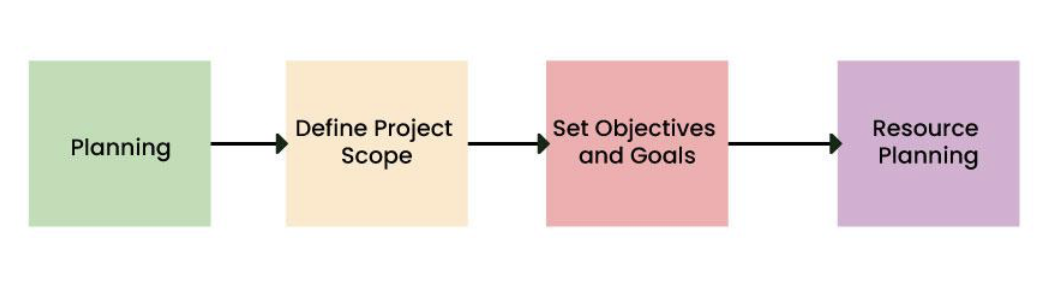 Planning
Define Project
Scope
Set Objectives
and Goals
Resource
Planning